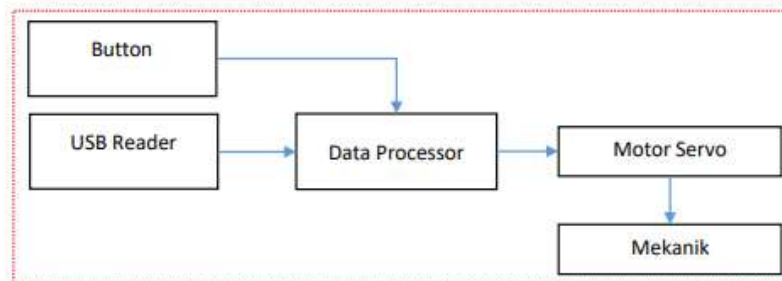 Button
USB Reader
Data Processor
Motor Servo
Mekanik